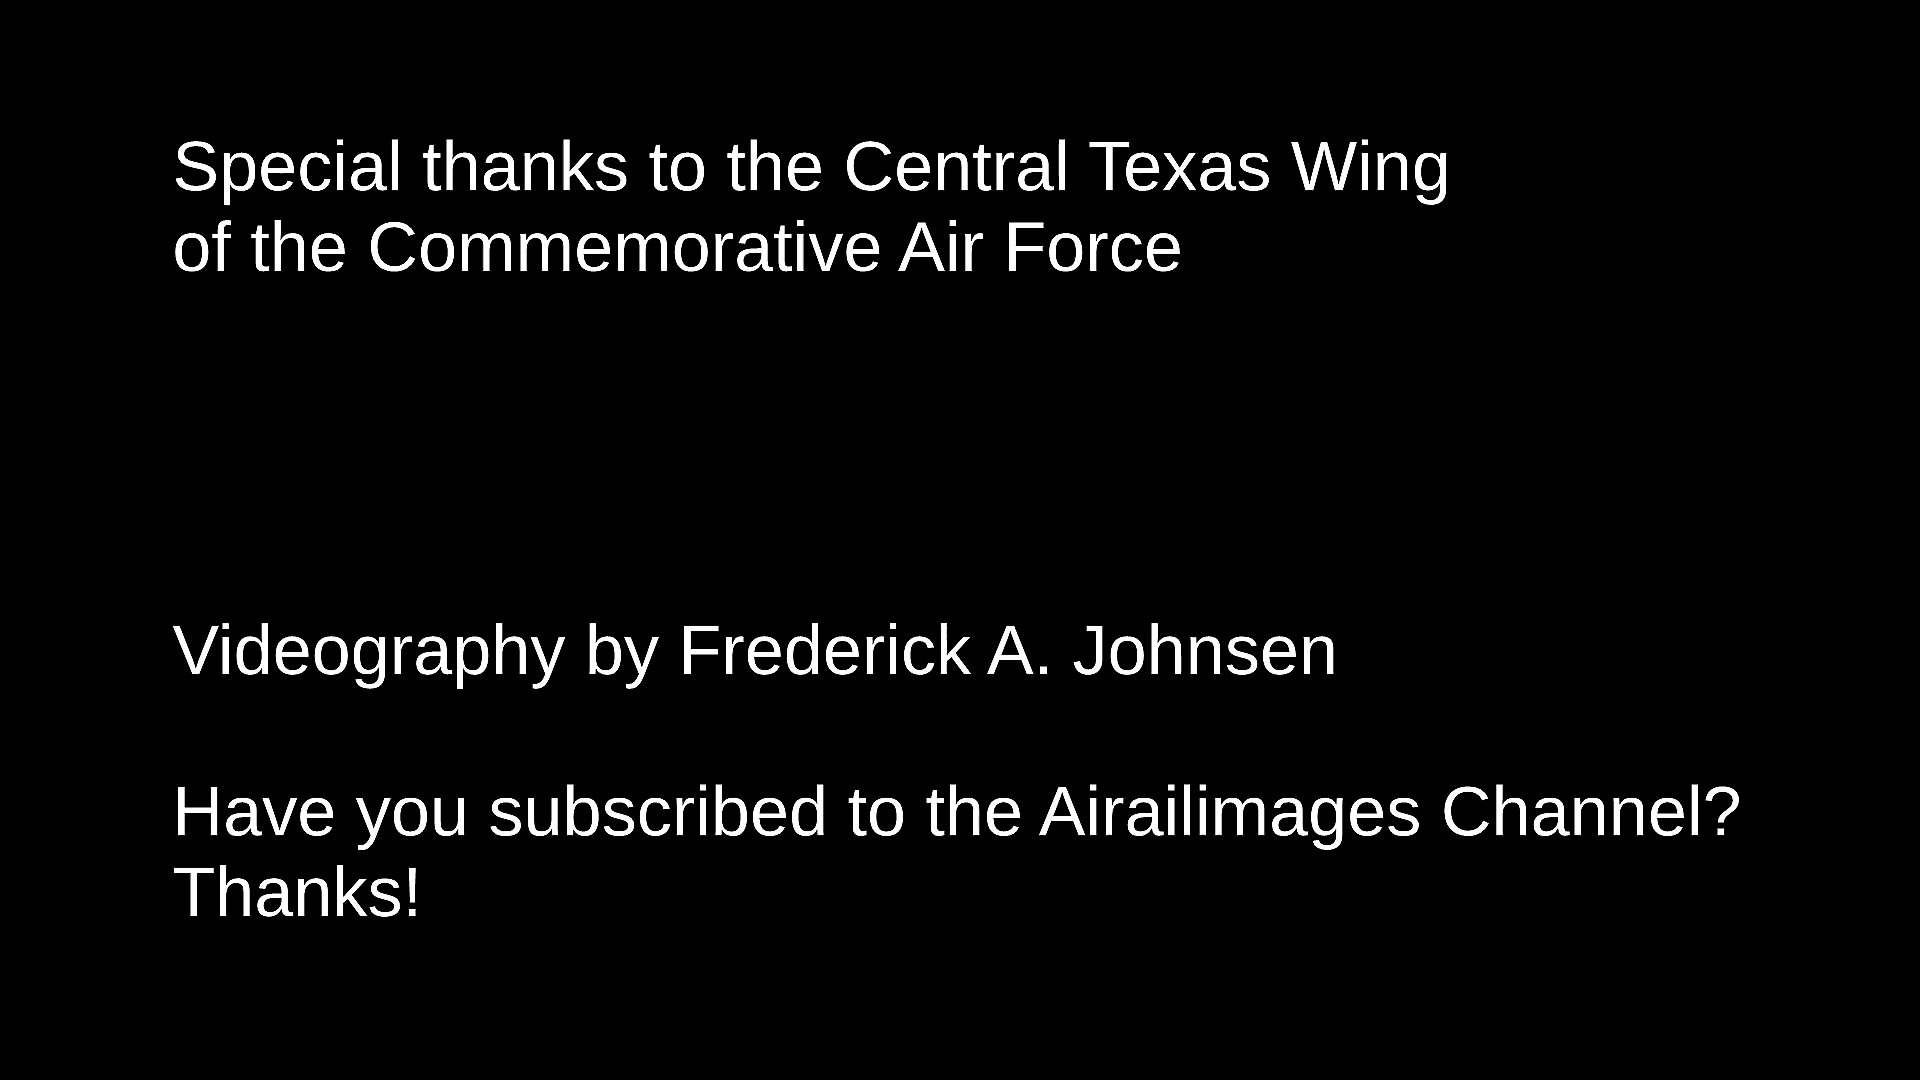 Special thanks to the Central Texas Wing
of the Commemorative Air Force
Videography by Frederick A. Johnsen
Have you subscribed to the Airailimages Channel?
Thanks!